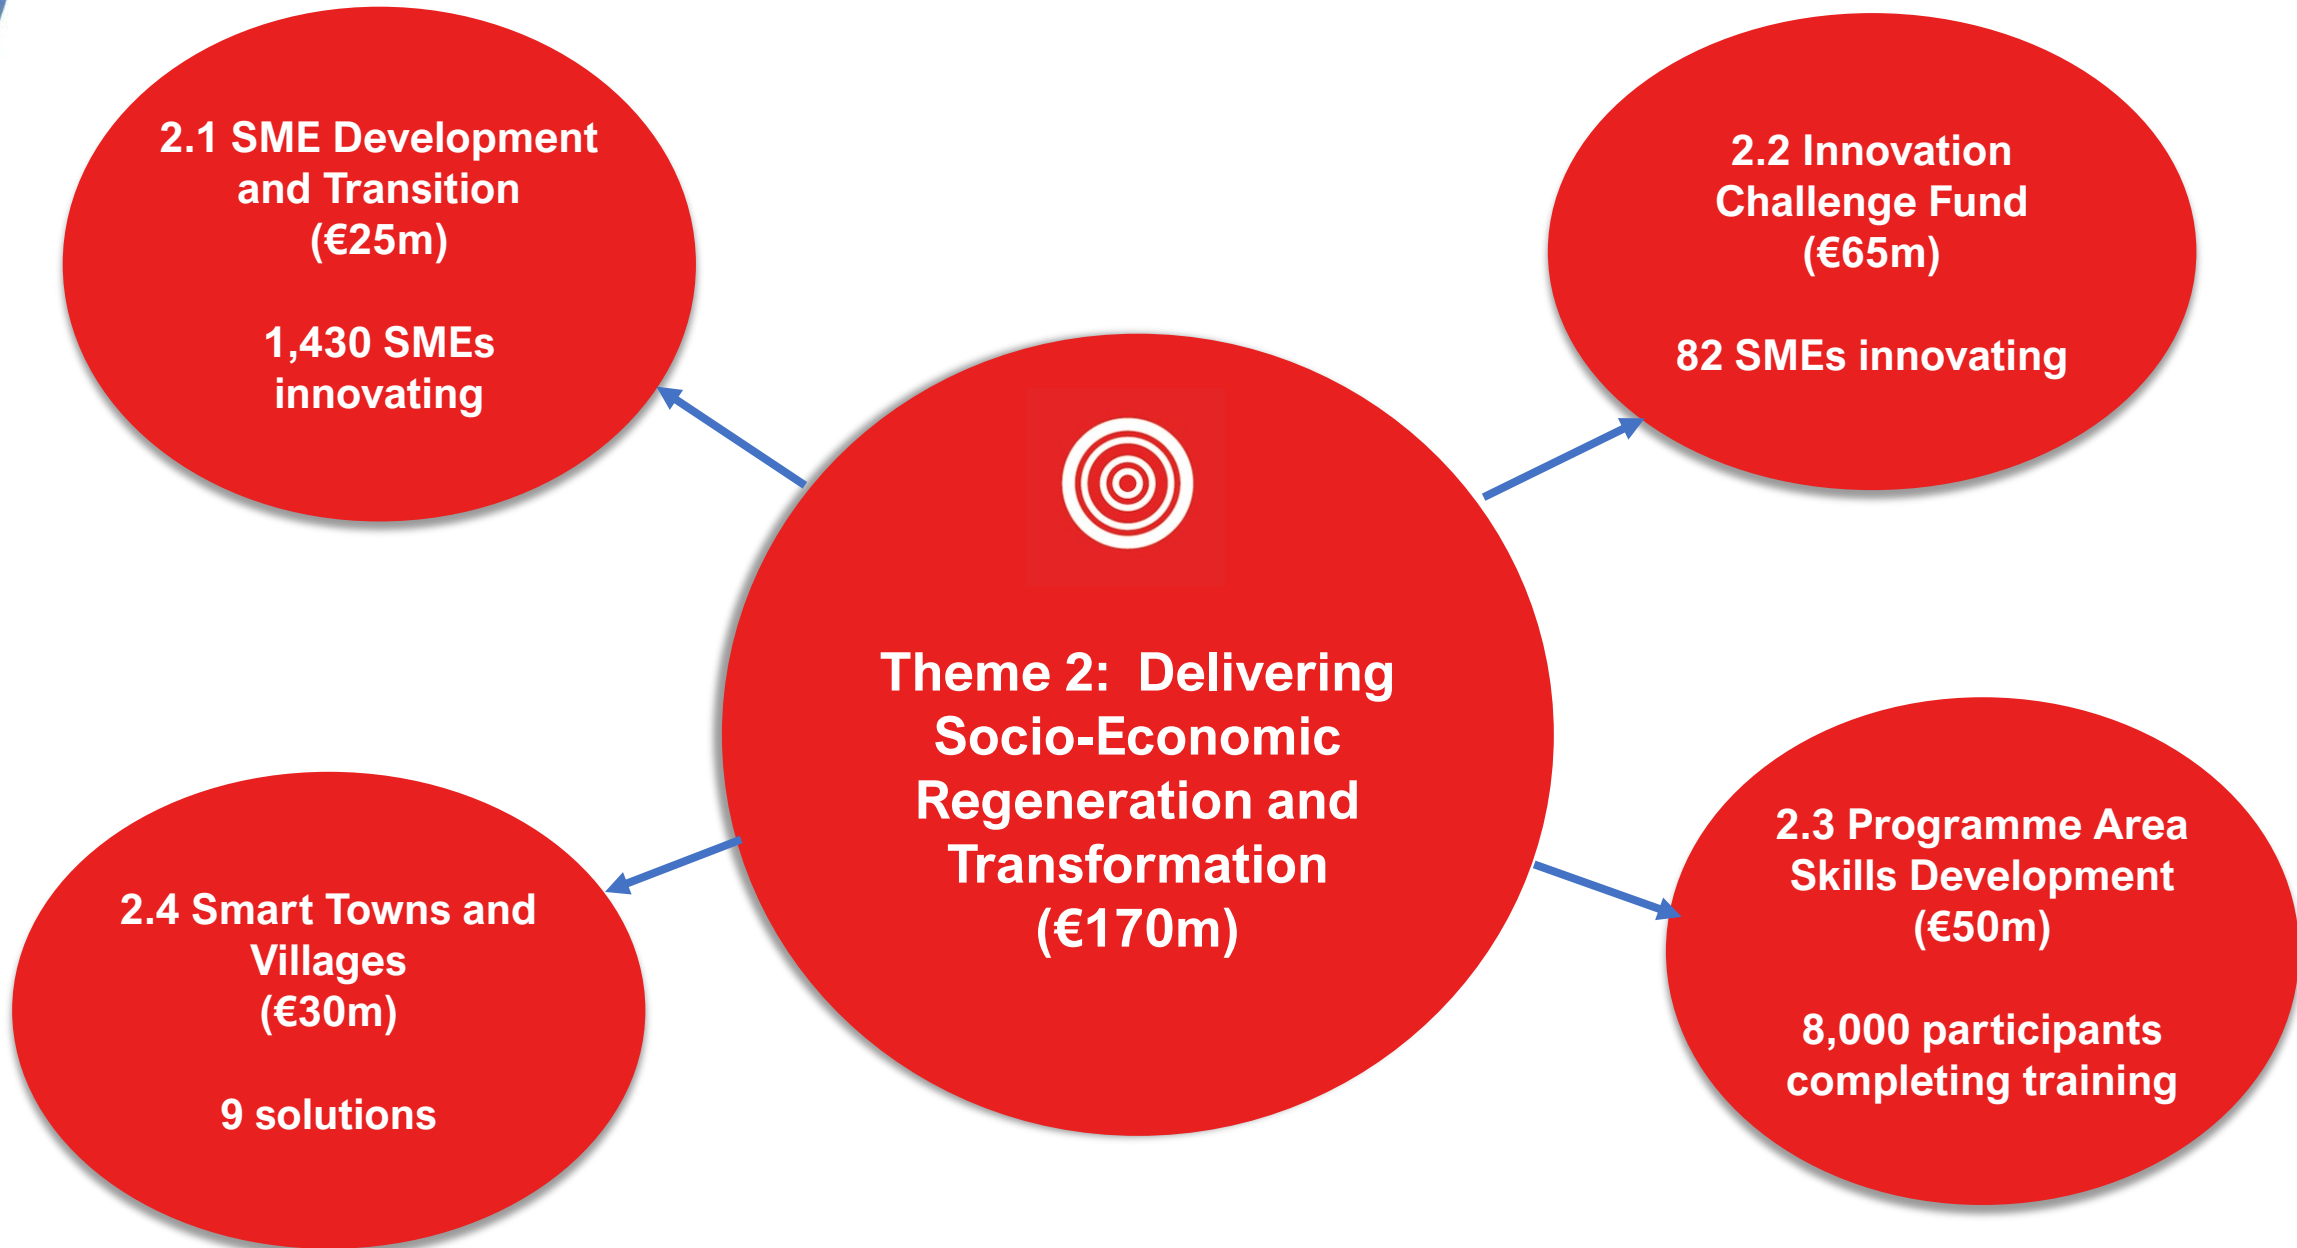 2.1 SME Development
and Transition
(€25m)
1,430 SMEs
innovating
2.2 Innovation
Challenge Fund
(€65m)
82 SMEs innovating
Theme 2:  Delivering
Socio-Economic
Regeneration and
Transformation
(€170m)
2.4 Smart Towns and
Villages
(€30m)
9 solutions
2.3 Programme Area
Skills Development
(€50m)
8,000 participants
completing training